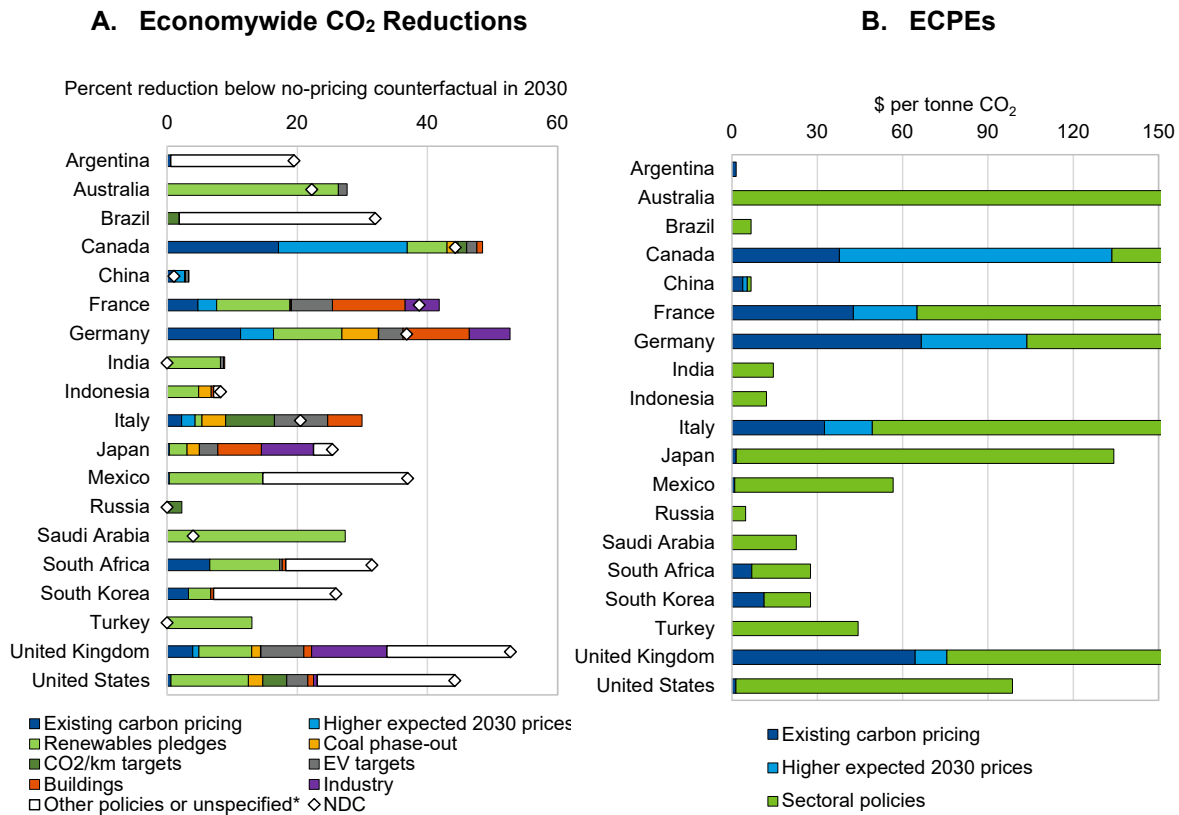 A. Economywide CO₂ Reductions
Percent reduction below no-pricing counterfactual in 2030
0 20 40 60
Argentina
Australia
Brazil
Canada
China
France
Germany
India
Indonesia
Italy
Japan
Mexico
Russia
Saudi Arabia
South Africa
South Korea
Turkey
United Kingdom
United States
Existing carbon pricing
Higher expected 2030 prices
Renewables pledges
Coal phase-out
CO2/km targets
EV targets
Buildings
Industry
Other policies or unspecified*
NDC
B. ECPEs
$ per tonne CO₂
0 30 60 90 120 150
Argentina
Australia
Brazil
Canada
China
France
Germany
India
Indonesia
Italy
Japan
Mexico
Russia
Saudi Arabia
South Africa
South Korea
Turkey
United Kingdom
United States
Existing carbon pricing
Higher expected 2030 prices
Sectoral policies